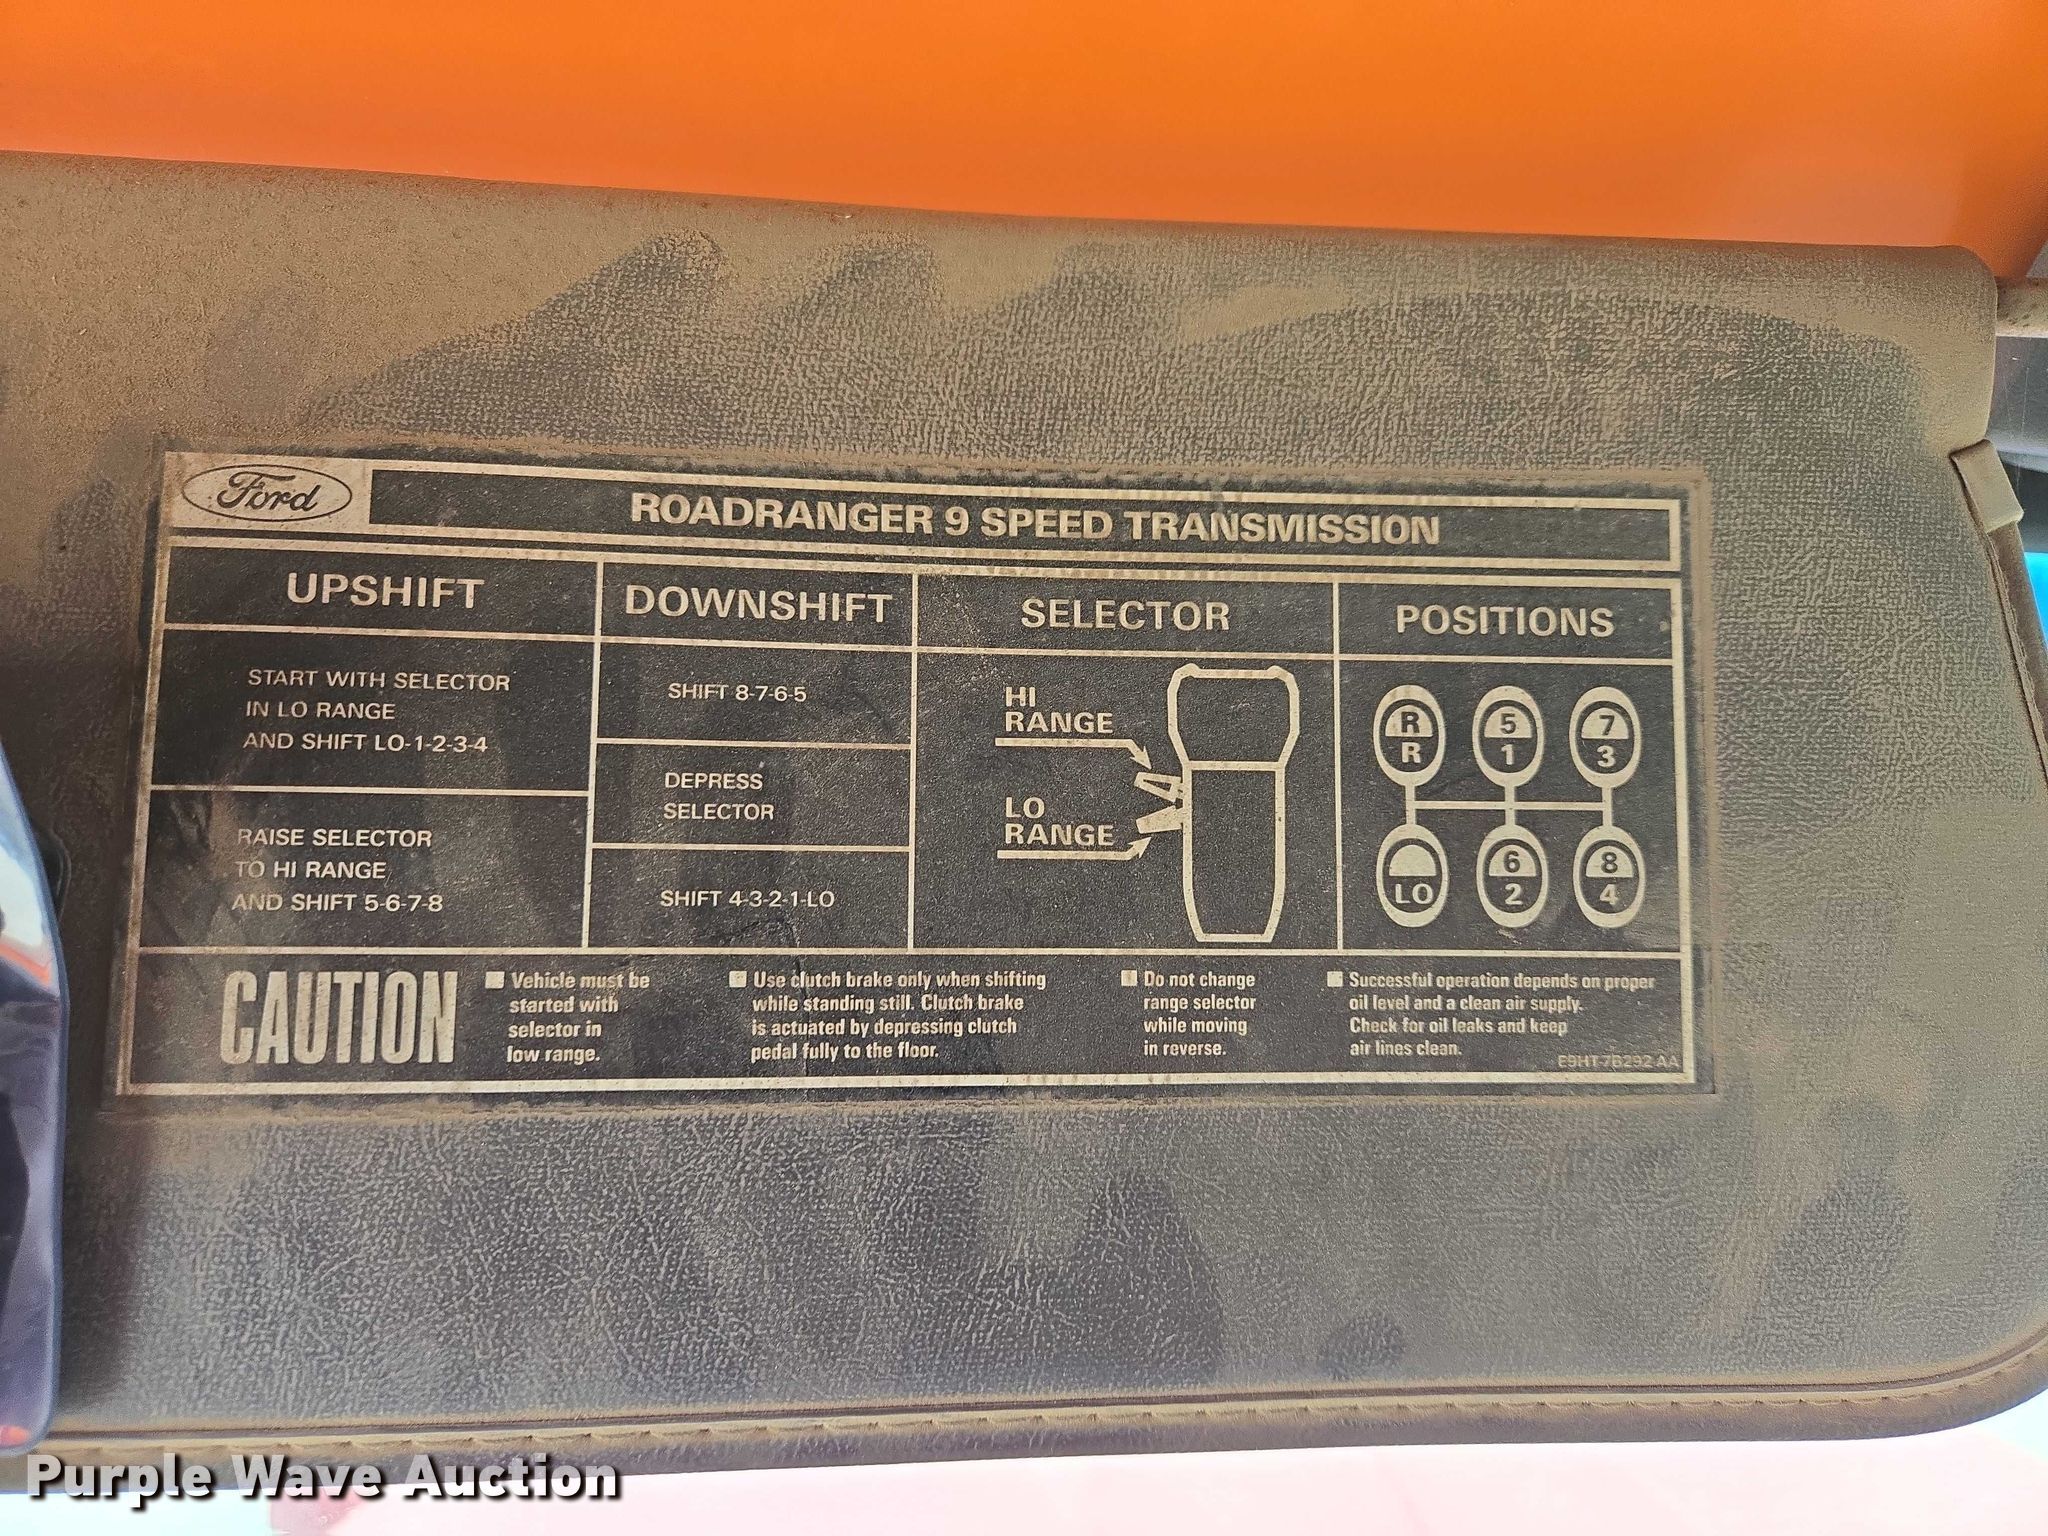 Ford
ROADRANGER 9 SPEED TRANSMISSION
UPSHIFT
START WITH SELECTOR
IN LO RANGE
AND SHIFT LO-1-2-3-4
RAISE SELECTOR
TO HI RANGE
AND SHIFT 5-6-7-8
DOWNSHIFT
SHIFT 8-7-6-5
DEPRESS
SELECTOR
SHIFT 4-3-2-1-LO
SELECTOR
HI
RANGE
LO
RANGE
POSITIONS
R 5 7
R 1 3
6 8
LO 2 4
CAUTION
■ Vehicle must be
started with
selector in
low range.
■ Use clutch brake only when shifting
while standing still. Clutch brake
is actuated by depressing clutch
pedal fully to the floor.
■ Do not change
range selector
while moving
in reverse.
■ Successful operation depends on proper
oil level and a clean air supply.
Check for oil leaks and keep
air lines clean.
E9HT-7B292 AA
Purple Wave Auction